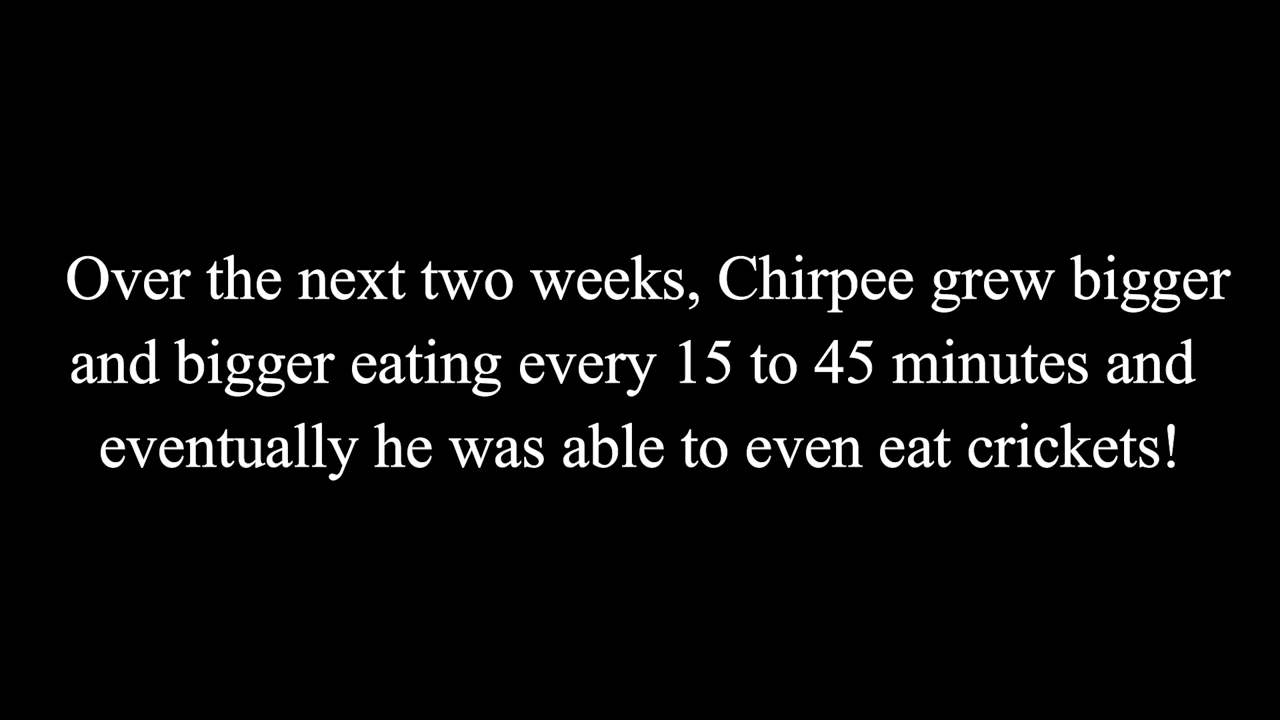 Over the next two weeks, Chirpee grew bigger
and bigger eating every 15 to 45 minutes and
eventually he was able to even eat crickets!